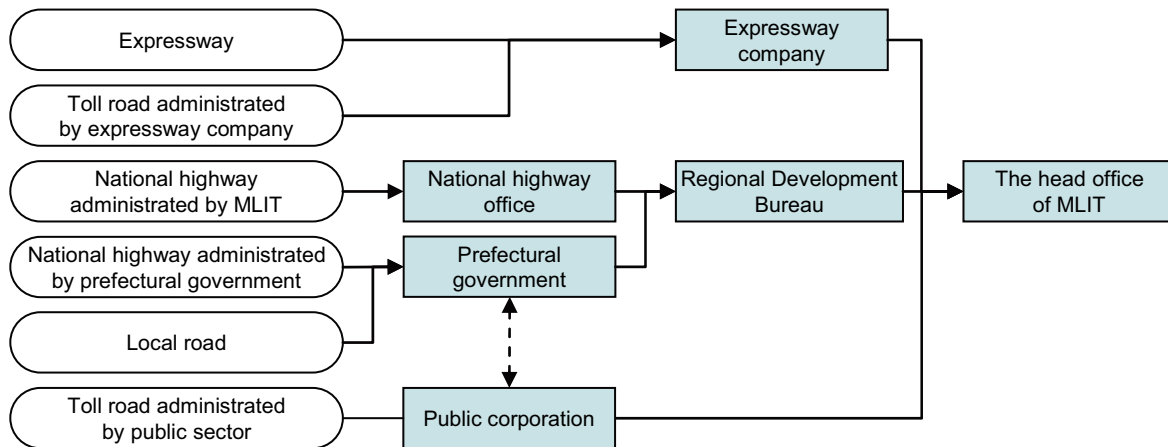 Expressway
Expressway
company
Toll road administrated
by expressway company
National highway
administrated by MLIT
National highway
office
Regional Development
Bureau
The head office
of MLIT
National highway administrated
by prefectural government
Prefectural
government
Local road
Toll road administrated
by public sector
Public corporation